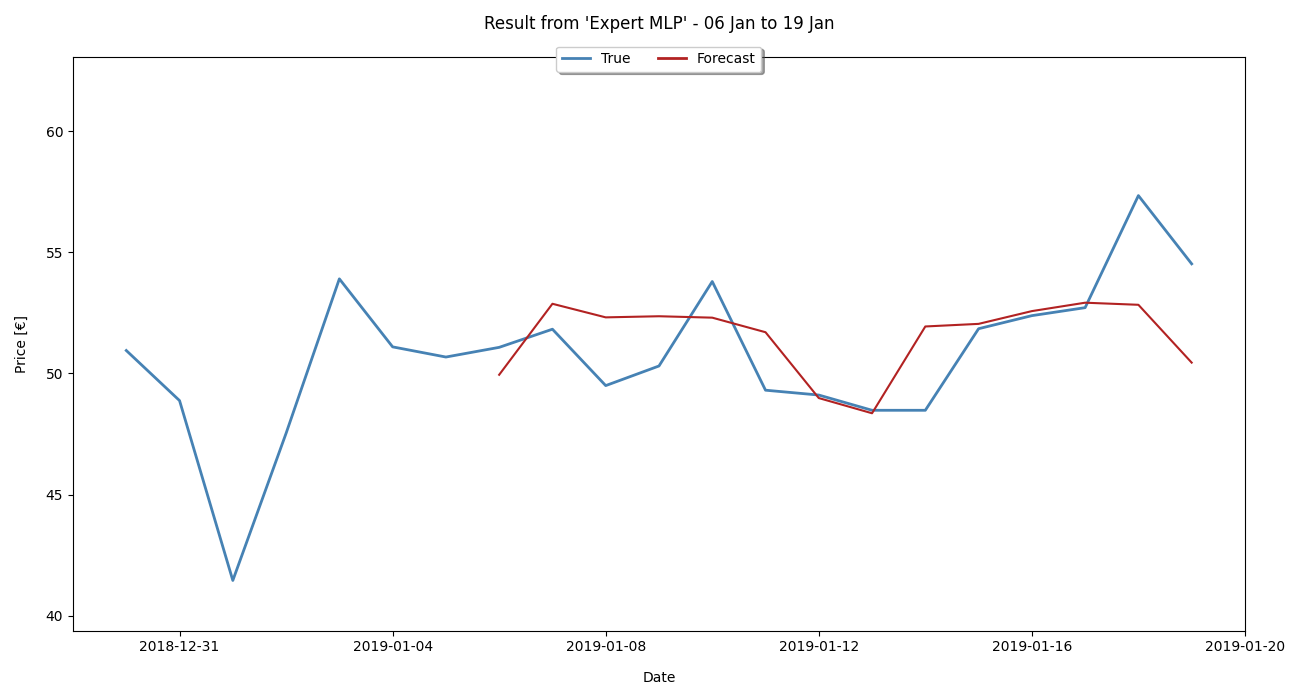 Result from 'Expert MLP' - 06 Jan to 19 Jan
True Forecast
60
55
50
45
40
Price [€]
2018-12-31 2019-01-04 2019-01-08 2019-01-12 2019-01-16 2019-01-20
Date